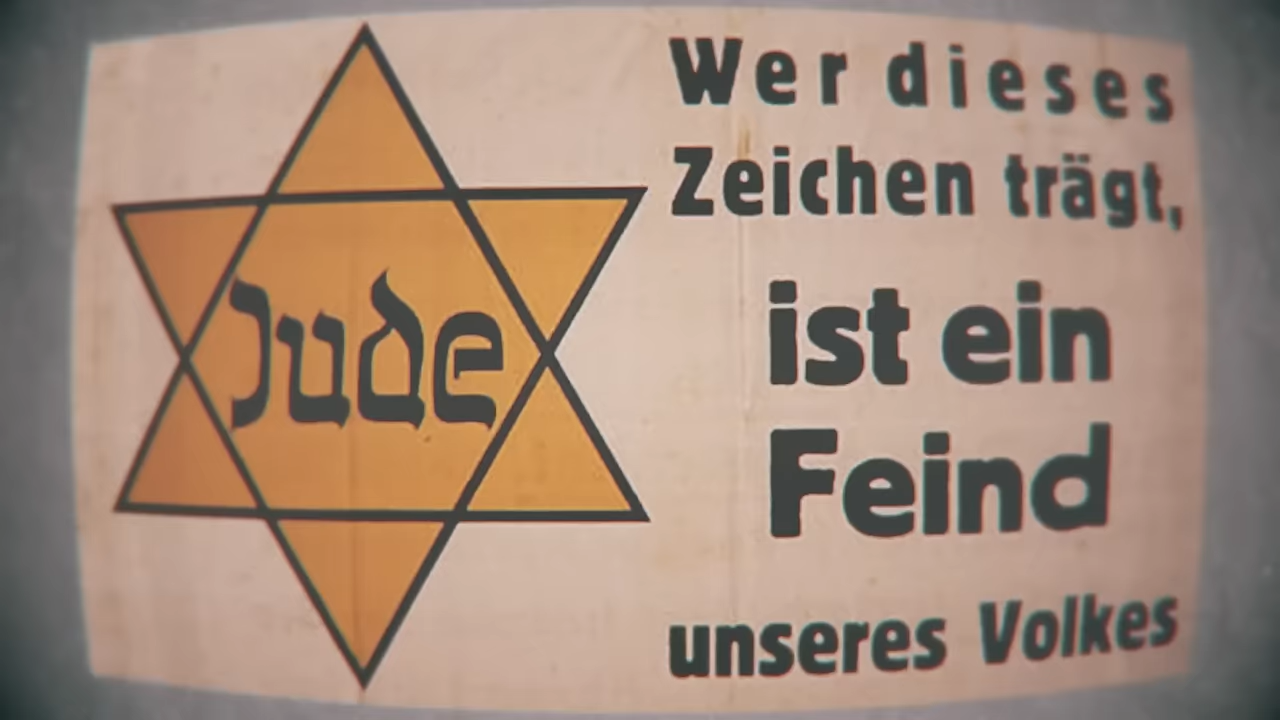 Jude
Wer dieses
Zeichen trägt,
ist ein
Feind
unseres Volkes